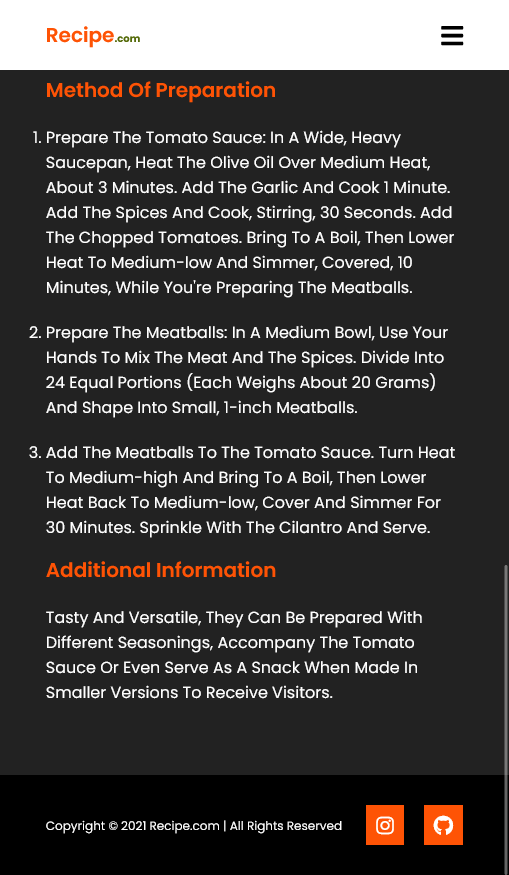 Recipe.com
Method Of Preparation
1. Prepare The Tomato Sauce: In A Wide, Heavy
Saucepan, Heat The Olive Oil Over Medium Heat,
About 3 Minutes. Add The Garlic And Cook 1 Minute.
Add The Spices And Cook, Stirring, 30 Seconds. Add
The Chopped Tomatoes. Bring To A Boil, Then Lower
Heat To Medium-low And Simmer, Covered, 10
Minutes, While You're Preparing The Meatballs.
2. Prepare The Meatballs: In A Medium Bowl, Use Your
Hands To Mix The Meat And The Spices. Divide Into
24 Equal Portions (Each Weighs About 20 Grams)
And Shape Into Small, 1-inch Meatballs.
3. Add The Meatballs To The Tomato Sauce. Turn Heat
To Medium-high And Bring To A Boil, Then Lower
Heat Back To Medium-low, Cover And Simmer For
30 Minutes. Sprinkle With The Cilantro And Serve.
Additional Information
Tasty And Versatile, They Can Be Prepared With
Different Seasonings, Accompany The Tomato
Sauce Or Even Serve As A Snack When Made In
Smaller Versions To Receive Visitors.
Copyright © 2021 Recipe.com | All Rights Reserved